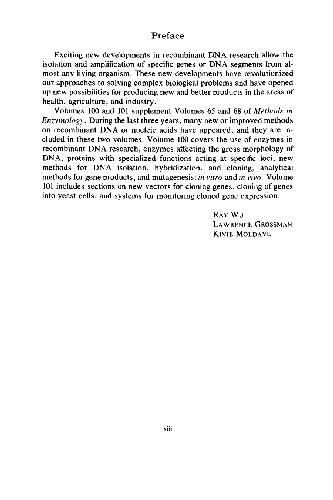 Preface
Exciting new developments in recombinant DNA research allow the
isolation and amplification of specific genes or DNA segments from al-
most any living organism. These new developments have revolutionized
our approaches to solving complex biological problems and have opened
up new possibilities for producing new and better products in the areas of
health, agriculture, and industry.
Volumes 100 and 101 supplement Volumes 65 and 68 of Methods in
Enzymology. During the last three years, many new or improved methods
on recombinant DNA or nucleic acids have appeared, and they are in-
cluded in these two volumes. Volume 100 covers the use of enzymes in
recombinant DNA research, enzymes affecting the gross morphology of
DNA, proteins with specialized functions acting at specific loci, new
methods for DNA isolation, hybridization, and cloning, analytical
methods for gene products, and mutagenesis: in vitro and in vivo. Volume
101 includes sections on new vectors for cloning genes, cloning of genes
into yeast cells, and systems for monitoring cloned gene expression.
Ray Wu
Lawrence Grossman
Kivie Moldave
xiii